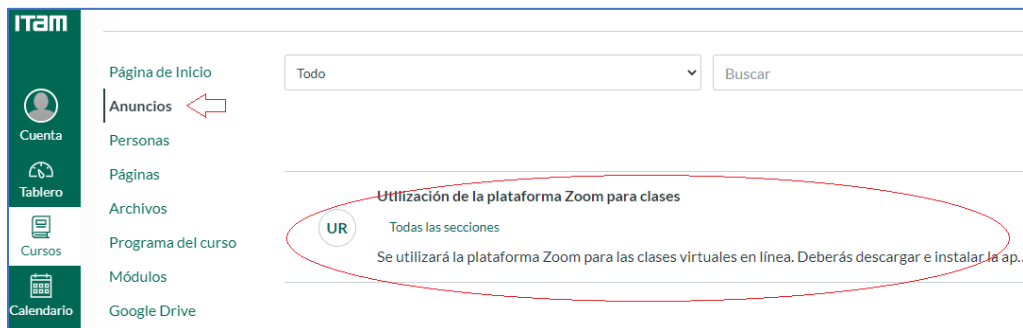 ITAM
Cuenta
Tablero
Cursos
Calendario
Página de Inicio
Anuncios
Personas
Páginas
Archivos
Programa del curso
Módulos
Google Drive
Todo
Buscar
Utilización de la plataforma Zoom para clases
UR
Todas las secciones
Se utilizará la plataforma Zoom para las clases virtuales en línea. Deberás descargar e instalar la ap...